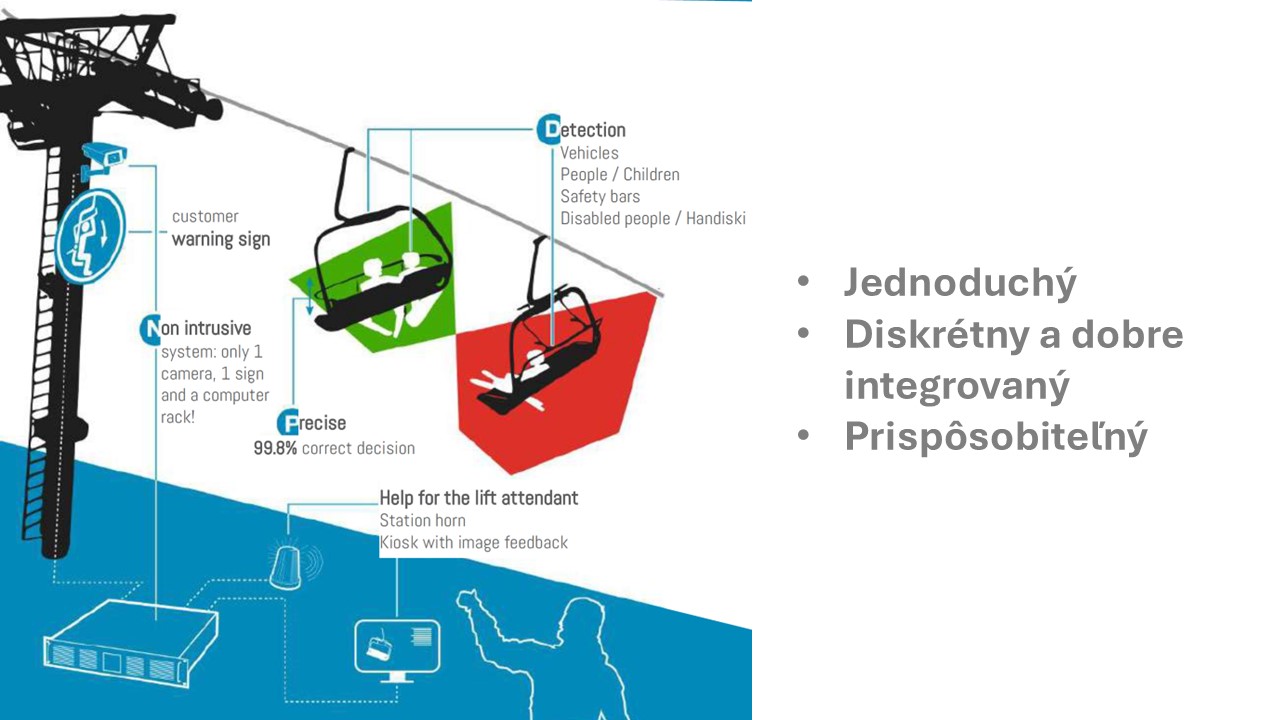 Detection
Vehicles
People / Children
Safety bars
Disabled people / Handiski
customer
warning sign
Non intrusive
system: only 1
camera, 1 sign
and a computer
rack!
Precise
99.8% correct decision
Help for the lift attendant
Station horn
Kiosk with image feedback
• Jednoduchý
• Diskrétny a dobre
integrovaný
• Prispôsobiteľný